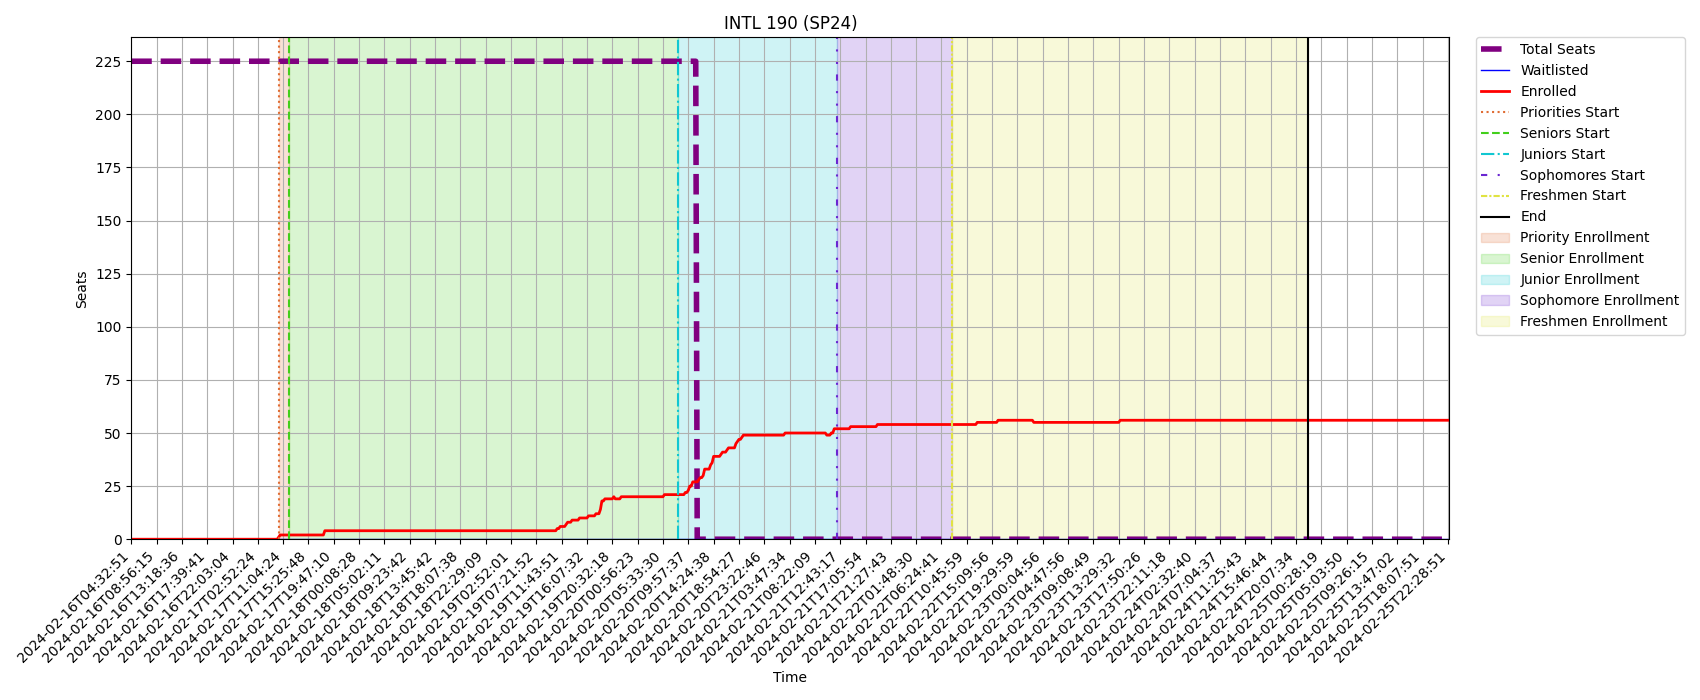 INTL 190 (SP24)
Seats
225
200
175
150
125
100
75
50
25
0
2024-02-16T04:32:51
2024-02-16T08:56:15
2024-02-16T13:18:36
2024-02-16T17:39:41
2024-02-16T22:03:04
2024-02-17T02:52:24
2024-02-17T11:04:24
2024-02-17T15:25:48
2024-02-17T19:47:10
2024-02-18T00:08:28
2024-02-18T05:02:11
2024-02-18T09:23:42
2024-02-18T13:45:42
2024-02-18T18:07:38
2024-02-18T22:29:09
2024-02-19T02:52:01
2024-02-19T07:21:52
2024-02-19T11:43:51
2024-02-19T16:07:32
2024-02-19T20:32:18
2024-02-20T00:56:23
2024-02-20T05:33:30
2024-02-20T09:57:37
2024-02-20T14:24:38
2024-02-20T18:54:27
2024-02-20T23:22:46
2024-02-21T03:47:34
2024-02-21T08:22:09
2024-02-21T12:43:17
2024-02-21T17:05:54
2024-02-21T21:27:43
2024-02-22T01:48:30
2024-02-22T06:24:41
2024-02-22T10:45:59
2024-02-22T15:09:56
2024-02-22T19:29:59
2024-02-23T00:04:56
2024-02-23T04:47:56
2024-02-23T09:08:49
2024-02-23T13:29:32
2024-02-23T17:50:26
2024-02-23T22:11:18
2024-02-24T02:32:40
2024-02-24T07:04:37
2024-02-24T11:25:43
2024-02-24T15:46:44
2024-02-24T20:07:34
2024-02-25T00:28:19
2024-02-25T05:03:50
2024-02-25T09:26:15
2024-02-25T13:47:02
2024-02-25T18:07:51
2024-02-25T22:28:51
Time
Total Seats
Waitlisted
Enrolled
Priorities Start
Seniors Start
Juniors Start
Sophomores Start
Freshmen Start
End
Priority Enrollment
Senior Enrollment
Junior Enrollment
Sophomore Enrollment
Freshmen Enrollment